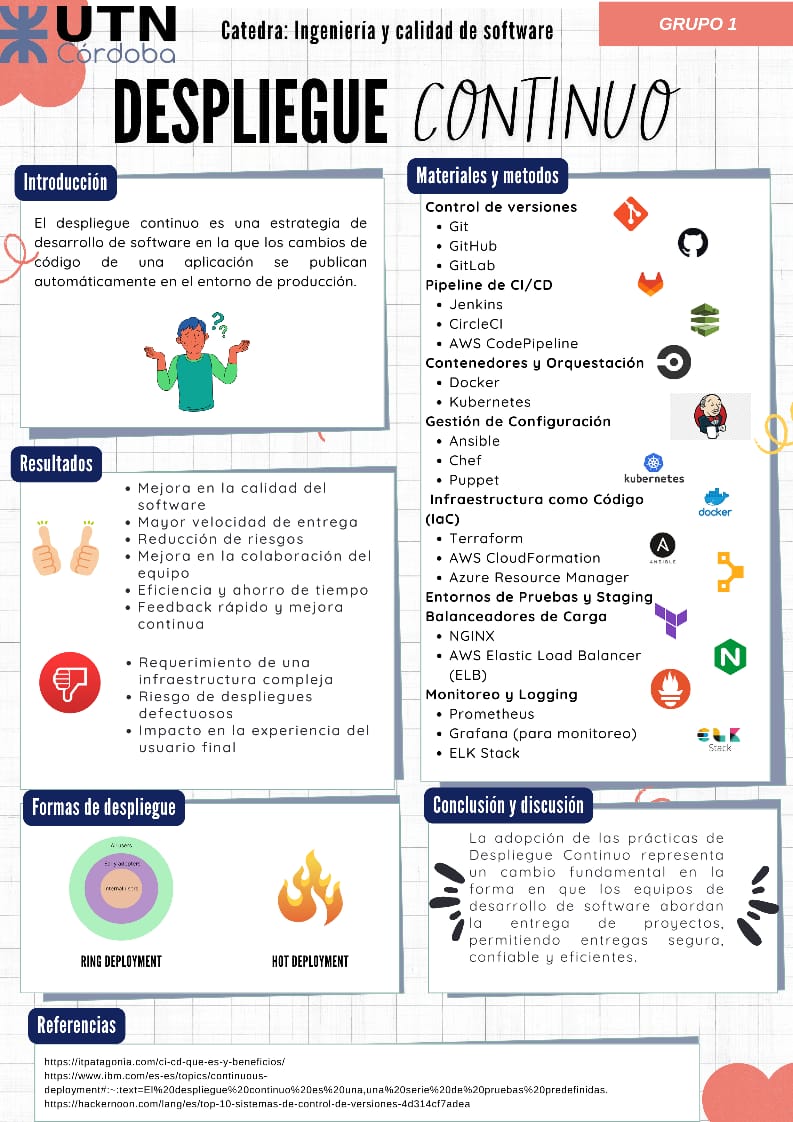 UTN
Córdoba
Catedra: Ingeniería y calidad de software
GRUPO 1
DESPLIEGUE CONTINUO
Introducción
El despliegue continuo es una estrategia de
desarrollo de software en la que los cambios de
código de una aplicación se publican
automáticamente en el entorno de producción.
Resultados
• Mejora en la calidad del
software
• Mayor velocidad de entrega
• Reducción de riesgos
• Mejora en la colaboración del
equipo
• Eficiencia y ahorro de tiempo
• Feedback rápido y mejora
continua
• Requerimiento de una
infraestructura compleja
• Riesgo de despliegues
defectuosos
• Impacto en la experiencia del
usuario final
Materiales y metodos
Control de versiones
• Git
• GitHub
• GitLab
Pipeline de CI/CD
• Jenkins
• CircleCI
• AWS CodePipeline
Contenedores y Orquestación
• Docker
• Kubernetes
Gestión de Configuración
• Ansible
• Chef
• Puppet
Infraestructura como Código
(IaC)
• Terraform
• AWS CloudFormation
• Azure Resource Manager
Entornos de Pruebas y Staging
Balanceadores de Carga
• NGINX
• AWS Elastic Load Balancer
(ELB)
Monitoreo y Logging
• Prometheus
• Grafana (para monitoreo)
• ELK Stack
kubernetes
docker
A
ANSIBLE
N
ELK
Stack
Formas de despliegue
All users
Early adopters
Internal users
RING DEPLOYMENT
HOT DEPLOYMENT
Conclusión y discusión
La adopción de las prácticas de
Despliegue Continuo representa
un cambio fundamental en la
forma en que los equipos de
desarrollo de software abordan
la entrega de proyectos,
permitiendo entregas segura,
confiable y eficientes.
Referencias
https://itpatagonia.com/ci-cd-que-es-y-beneficios/
https://www.ibm.com/es-es/topics/continuous-
deployment#:~:text=El%20despliegue%20continuo%20es%20una,una%20serie%20de%20pruebas%20predefinidas.
https://hackernoon.com/lang/es/top-10-sistemas-de-control-de-versiones-4d314cf7adea